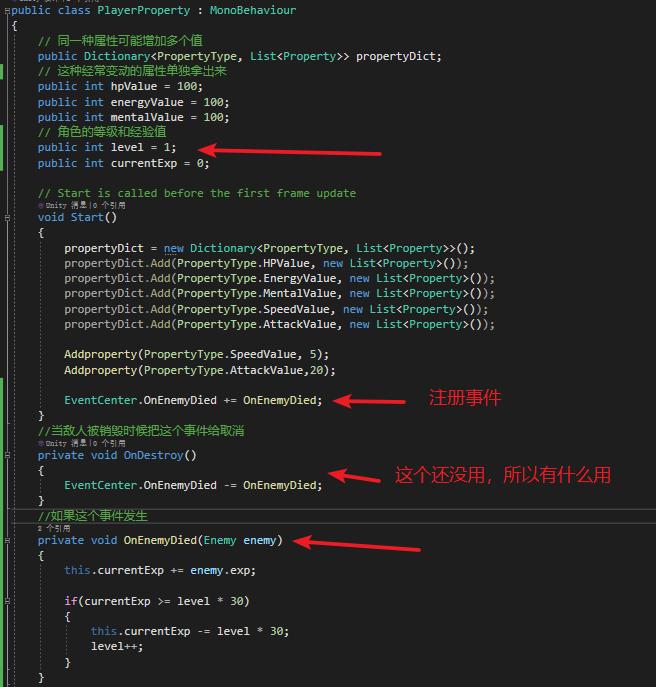 public class PlayerProperty : MonoBehaviour
{
// 同一种属性可能增加多个值
public Dictionary<PropertyType, List<Property>> propertyDict;
// 这种经常变动的属性单独拿出来
public int hpValue = 100;
public int energyValue = 100;
public int mentalValue = 100;
// 角色的等级和经验值
public int level = 1;
public int currentExp = 0;
// Start is called before the first frame update
Unity 消息|0 个引用
void Start()
{
propertyDict = new Dictionary<PropertyType, List<Property>>();
propertyDict.Add(PropertyType.HPValue, new List<Property>());
propertyDict.Add(PropertyType.EnergyValue, new List<Property>());
propertyDict.Add(PropertyType.MentalValue, new List<Property>());
propertyDict.Add(PropertyType.SpeedValue, new List<Property>());
propertyDict.Add(PropertyType.AttackValue, new List<Property>());
Addproperty(PropertyType.SpeedValue, 5);
Addproperty(PropertyType.AttackValue,20);
EventCenter.OnEnemyDied += OnEnemyDied; 注册事件
}
//当敌人被销毁时候把这个事件给取消
Unity 消息|0 个引用
private void OnDestroy()
{ 这个还没用，所以有什么用
EventCenter.OnEnemyDied -= OnEnemyDied;
}
//如果这个事件发生
2 个引用
private void OnEnemyDied(Enemy enemy)
{
this.currentExp += enemy.exp;
if(currentExp >= level * 30)
{
this.currentExp -= level * 30;
level++;
}
}